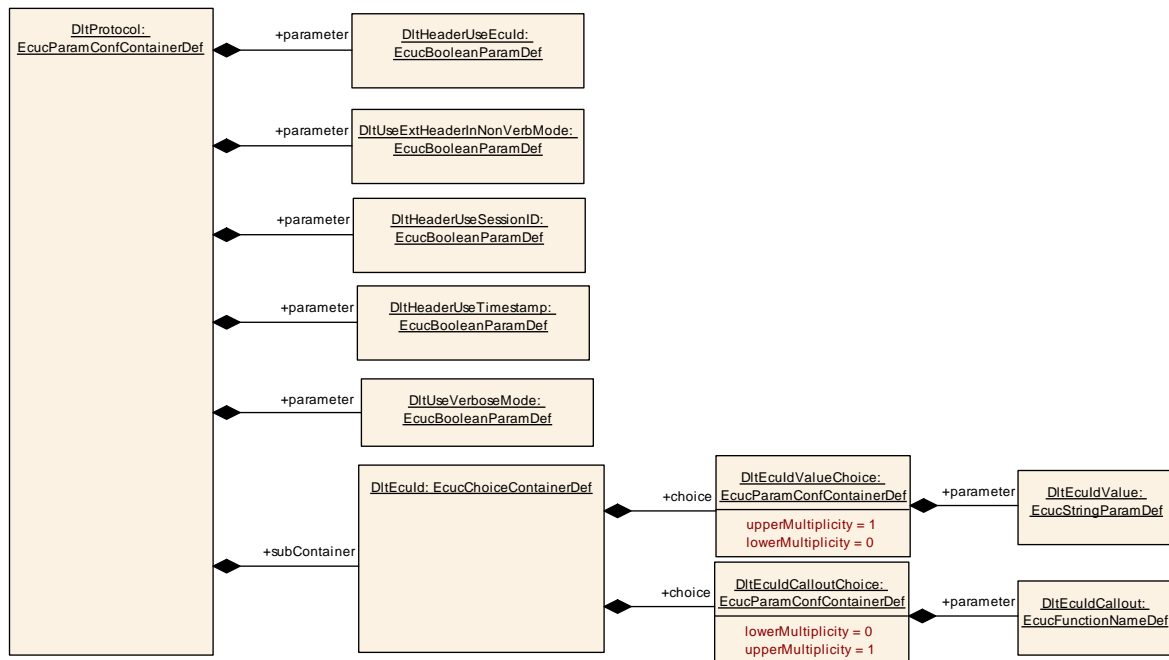 DltProtocol:
EcucParamConfContainerDef
+parameter
DltHeaderUseEcuId:
EcucBooleanParamDef
+parameter
DltUseExtHeaderInNonVerbMode:
EcucBooleanParamDef
+parameter
DltHeaderUseSessionID:
EcucBooleanParamDef
+parameter
DltHeaderUseTimestamp:
EcucBooleanParamDef
+parameter
DltUseVerboseMode:
EcucBooleanParamDef
+subContainer
DltEcuId: EcucChoiceContainerDef
+choice
DltEcuIdValueChoice:
EcucParamConfContainerDef
upperMultiplicity = 1
lowerMultiplicity = 0
+parameter
DltEcuIdValue:
EcucStringParamDef
+choice
DltEcuIdCalloutChoice:
EcucParamConfContainerDef
lowerMultiplicity = 0
upperMultiplicity = 1
+parameter
DltEcuIdCallout:
EcucFunctionNameDef